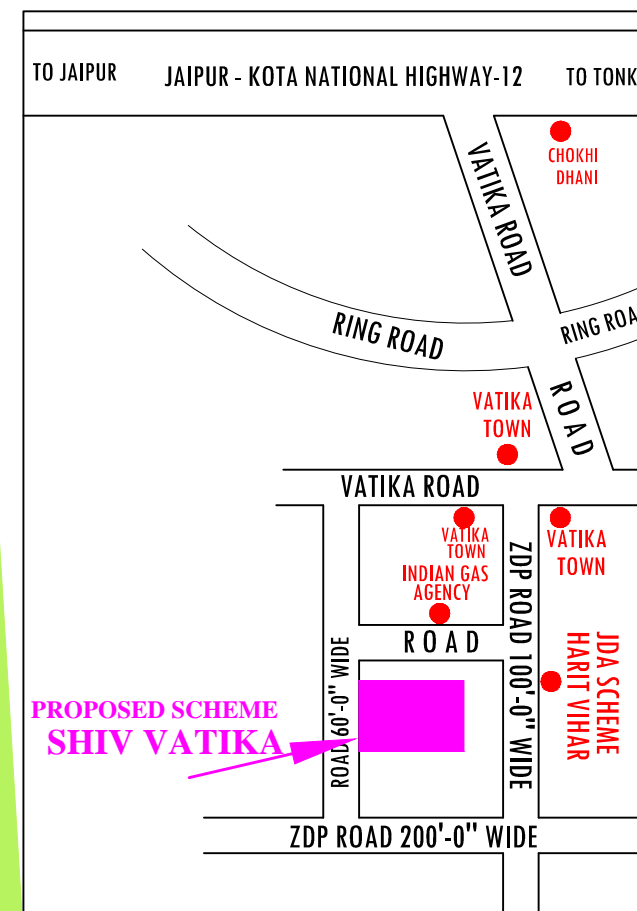 TO JAIPUR
JAIPUR - KOTA NATIONAL HIGHWAY-12
TO TONK
CHOKHI
DHANI
VATIKA ROAD
RING ROAD
RING ROA
VATIKA
TOWN
ROAD
VATIKA ROAD
VATIKA
TOWN
VATIKA
TOWN
INDIAN GAS
AGENCY
ROAD
ZDP ROAD 100'-0" WIDE
JDA SCHEME
HARIT VIHAR
ROAD 60'-0" WIDE
PROPOSED SCHEME
SHIV VATIKA
ZDP ROAD 200'-0" WIDE